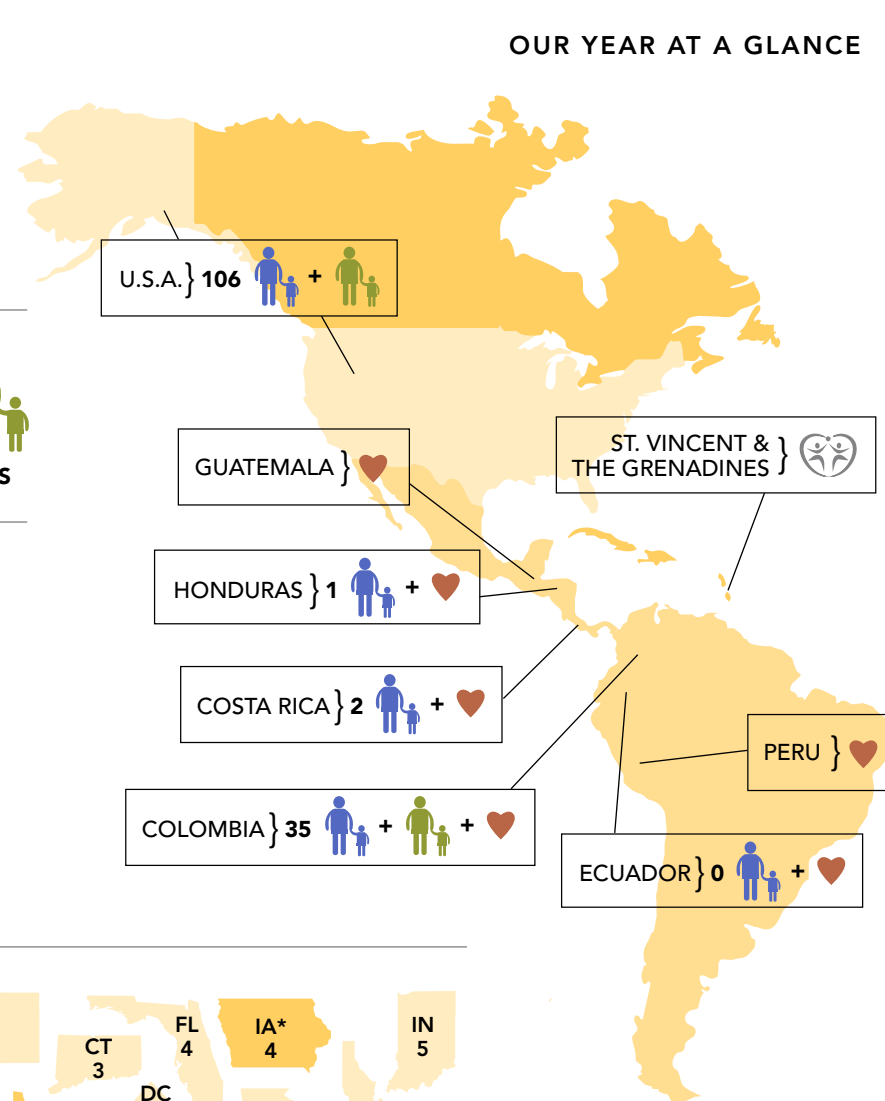 OUR YEAR AT A GLANCE
U.S.A.} 106 +
S
GUATEMALA }
ST. VINCENT &
THE GRENADINES }
HONDURAS } 1 +
COSTA RICA } 2 +
PERU }
COLOMBIA } 35 + +
ECUADOR } 0 +
CT
3
FL
4
IA*
4
IN
5
DC